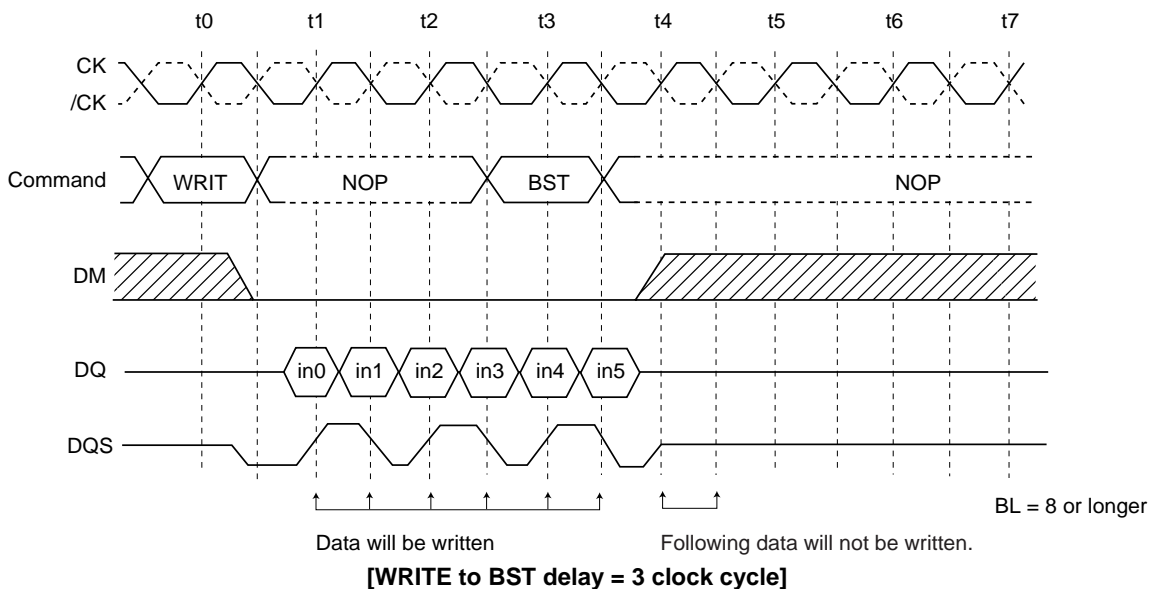 t0 t1 t2 t3 t4 t5 t6 t7
CK
/CK
Command WRIT NOP BST NOP
DM
DQ in0 in1 in2 in3 in4 in5
DQS
BL = 8 or longer
Data will be written Following data will not be written.
[WRITE to BST delay = 3 clock cycle]